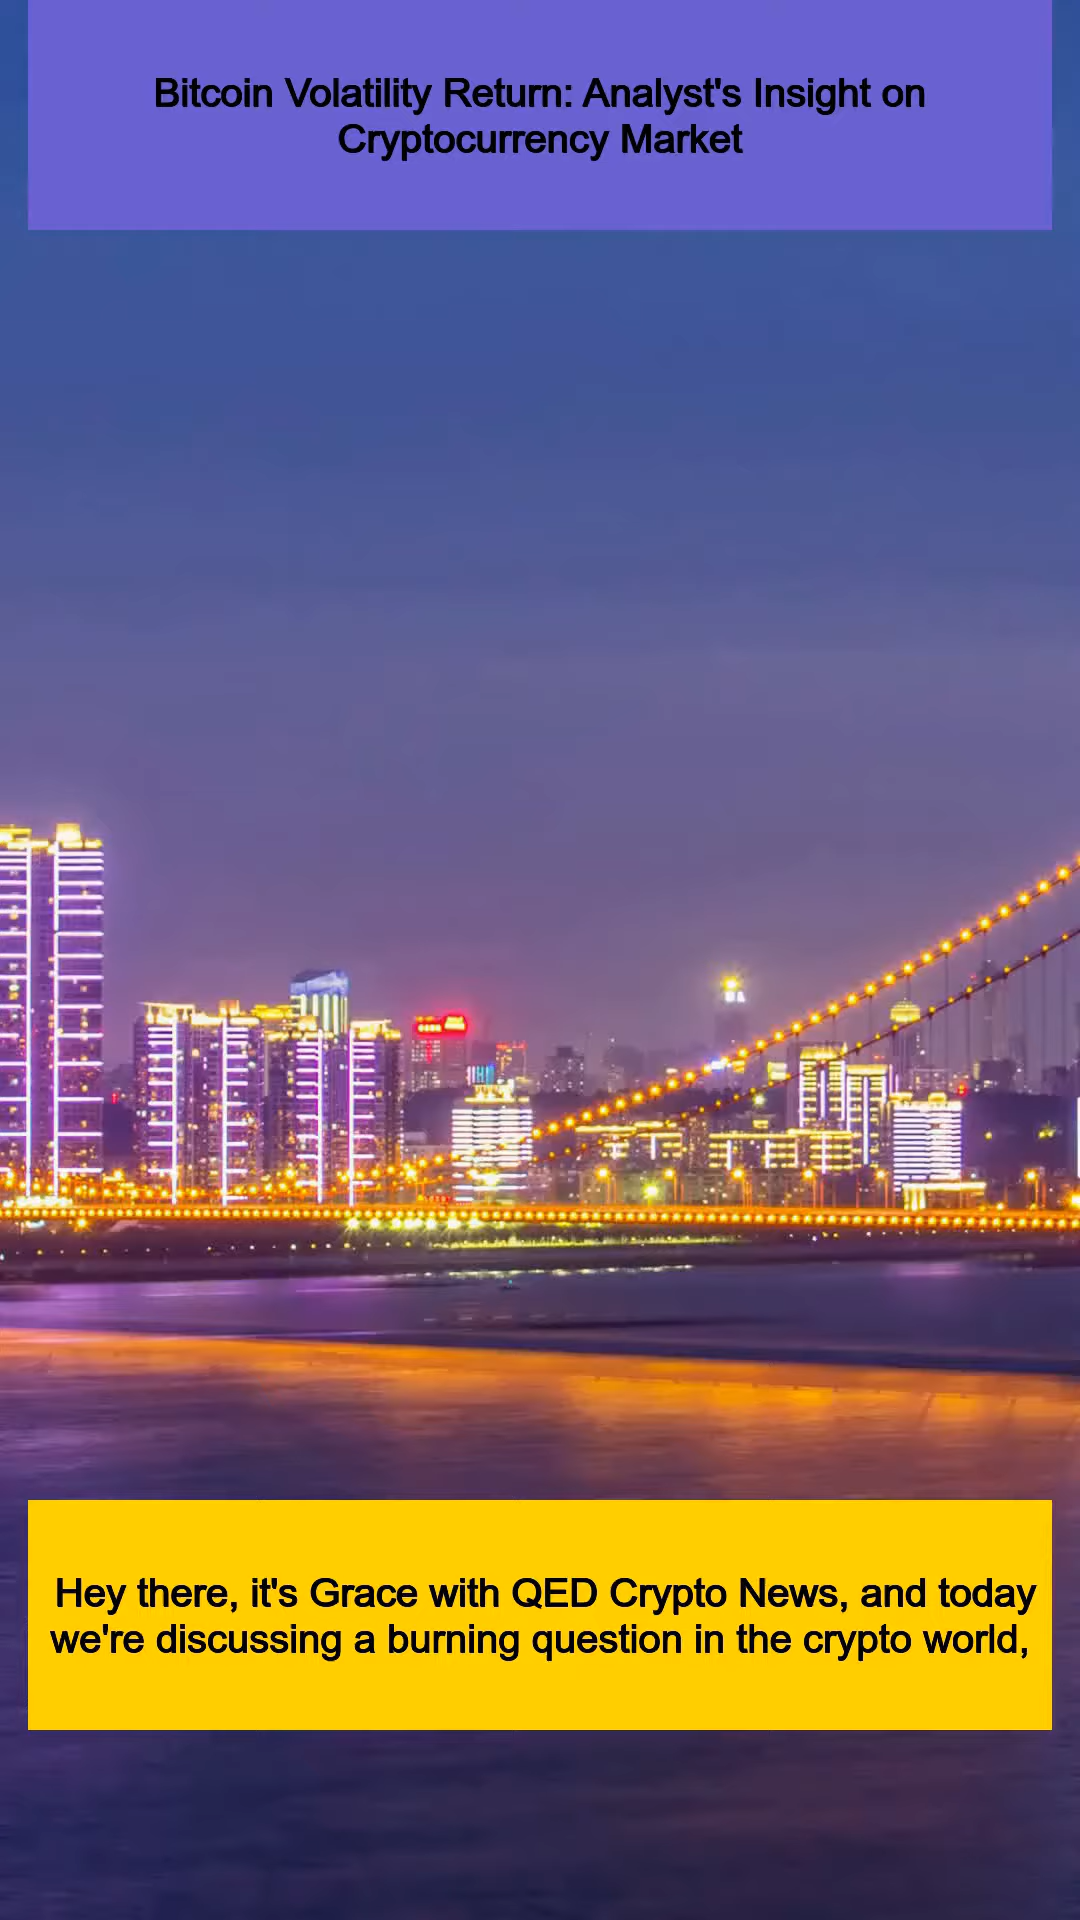 Bitcoin Volatility Return: Analyst's Insight on
Cryptocurrency Market
Hey there, it's Grace with QED Crypto News, and today
we're discussing a burning question in the crypto world,